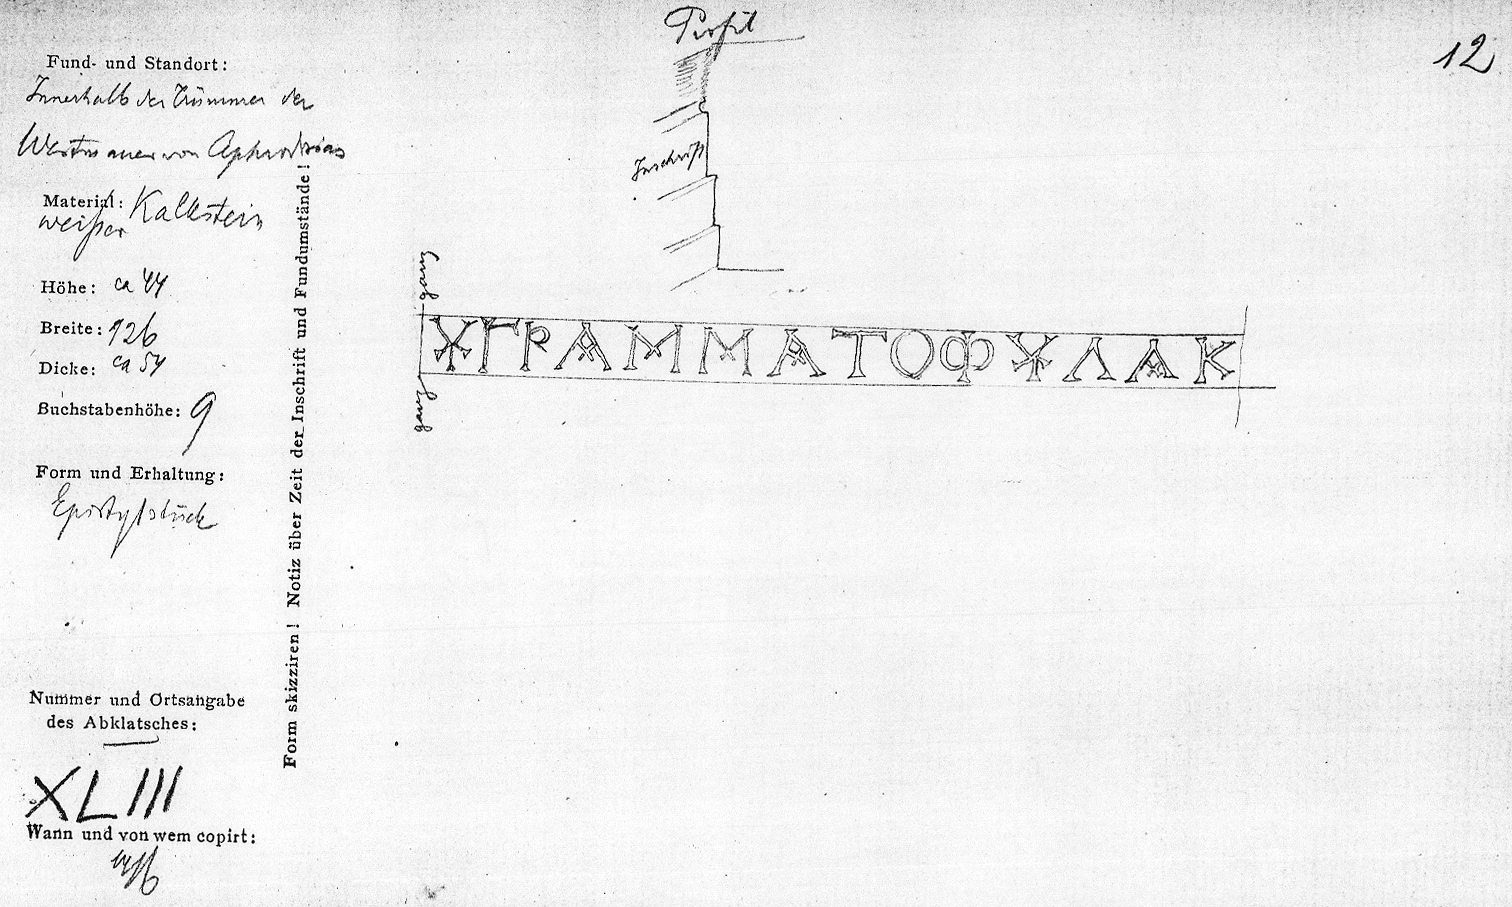 Profil
12
Fund- und Standort:
Innerhalb der Trümmer der
Westmauer von Aphrodisias
Material: Kalkstein
weißer
Inschrift
Höhe: ca 44
Breite: 126
Dicke: ca 54
Buchstabenhöhe: 9
Form und Erhaltung:
Epistylstück
Form skizziren! Notiz über Zeit der Inschrift und Fundumstände!
ganz
ΥΓΡΑΜΜΑΤΟΦΥΛΑΚ
ganz
Nummer und Ortsangabe
des Abklatsches:
XLIII
Wann und von wem copirt: